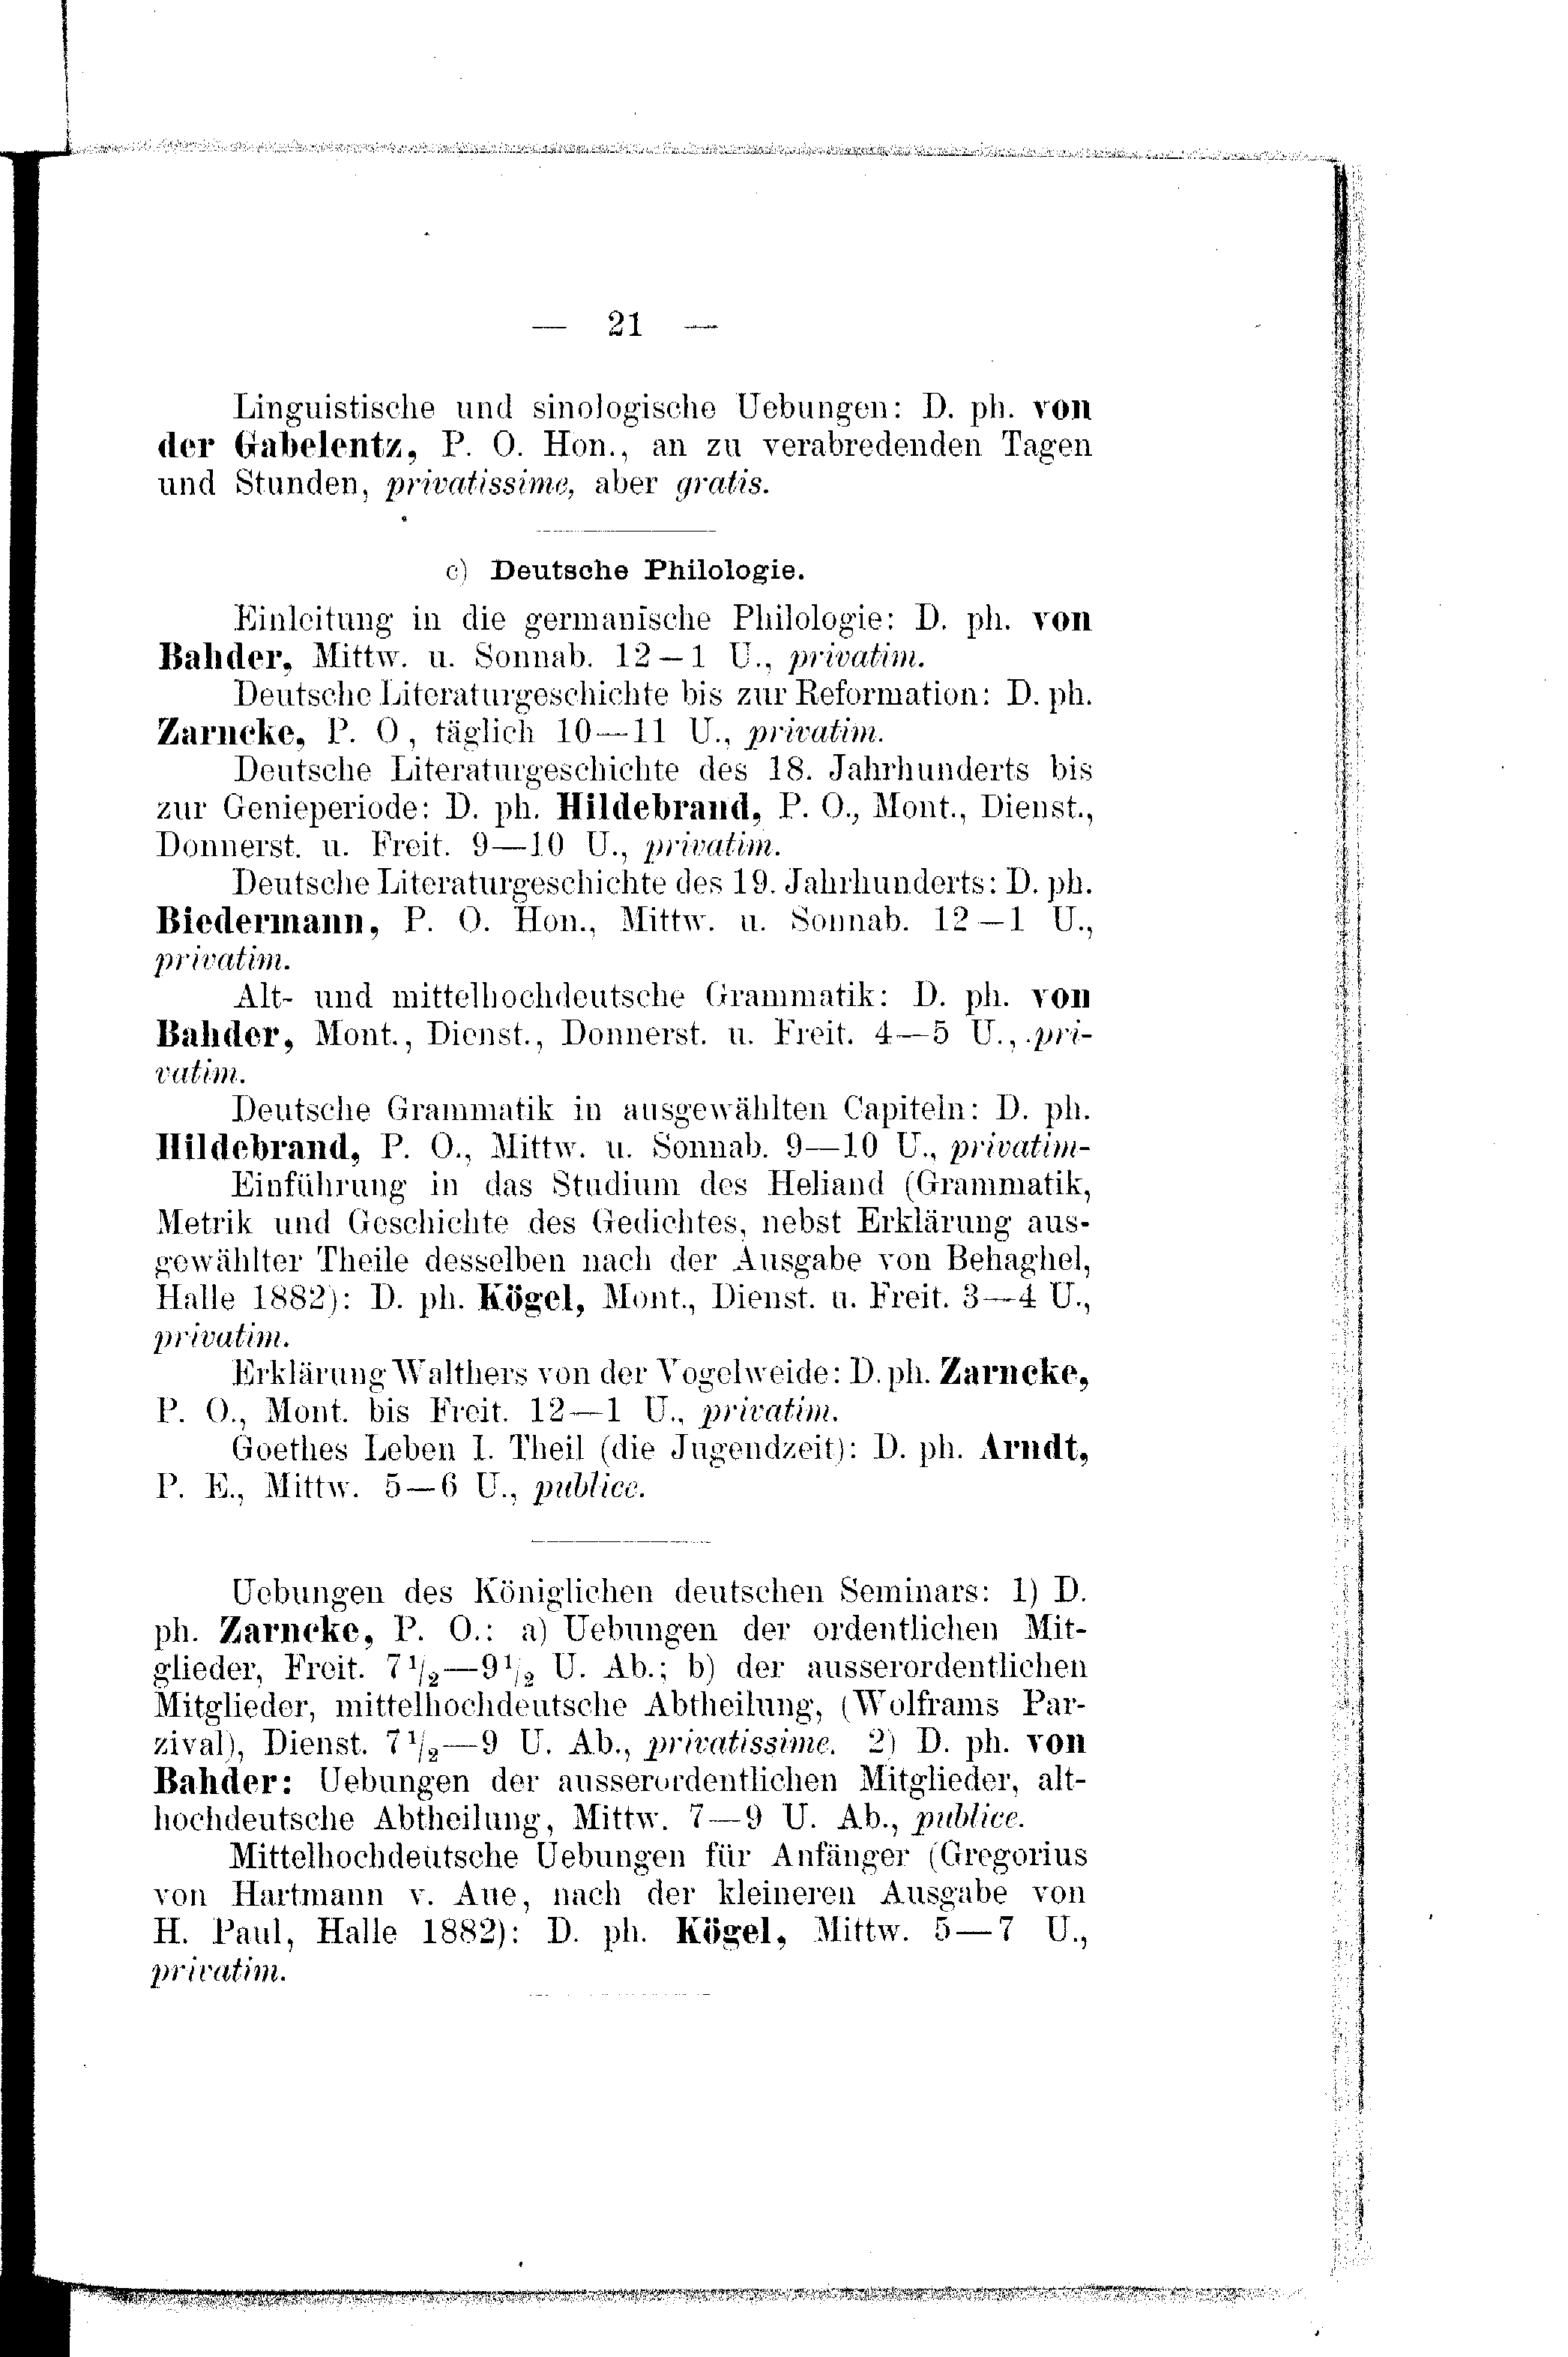 — 21 —
Linguistische und sinologische Uebungen: D. ph. von
der Gabelentz, P. O. Hon., an zu verabredenden Tagen
und Stunden, privatissime, aber gratis.
c) Deutsche Philologie.
Einleitung in die germanische Philologie: D. ph. von
Bahder, Mittw. u. Sonnab. 12—1 U., privatim.
Deutsche Literaturgeschichte bis zur Reformation: D. ph.
Zarncke, P. O, täglich 10—11 U., privatim.
Deutsche Literaturgeschichte des 18. Jahrhunderts bis
zur Genieperiode: D. ph. Hildebrand, P. O., Mont., Dienst.,
Donnerst. u. Freit. 9—10 U., privatim.
Deutsche Literaturgeschichte des 19. Jahrhunderts: D. ph.
Biedermann, P. O. Hon., Mittw. u. Sonnab. 12—1 U.,
privatim.
Alt- und mittelhochdeutsche Grammatik: D. ph. von
Bahder, Mont., Dienst., Donnerst. u. Freit. 4—5 U., pri-
vatim.
Deutsche Grammatik in ausgewählten Capiteln: D. ph.
Hildebrand, P. O., Mittw. u. Sonnab. 9—10 U., privatim-
Einführung in das Studium des Heliand (Grammatik,
Metrik und Geschichte des Gedichtes, nebst Erklärung aus-
gewählter Theile desselben nach der Ausgabe von Behaghel,
Halle 1882): D. ph. Kögel, Mont., Dienst. u. Freit. 3—4 U.,
privatim.
Erklärung Walthers von der Vogelweide: D. ph. Zarncke,
P. O., Mont. bis Freit. 12—1 U., privatim.
Goethes Leben I. Theil (die Jugendzeit): D. ph. Arndt,
P. E., Mittw. 5—6 U., publice.
Uebungen des Königlichen deutschen Seminars: 1) D.
ph. Zarncke, P. O.: a) Uebungen der ordentlichen Mit-
glieder, Freit. 7 1/2—9 1/2 U. Ab.; b) der ausserordentlichen
Mitglieder, mittelhochdeutsche Abtheilung, (Wolframs Par-
zival), Dienst. 7 1/2—9 U. Ab., privatissime. 2) D. ph. von
Bahder: Uebungen der ausserordentlichen Mitglieder, alt-
hochdeutsche Abtheilung, Mittw. 7—9 U. Ab., publice.
Mittelhochdeutsche Uebungen für Anfänger (Gregorius
von Hartmann v. Aue, nach der kleineren Ausgabe von
H. Paul, Halle 1882): D. ph. Kögel, Mittw. 5—7 U.,
privatim.